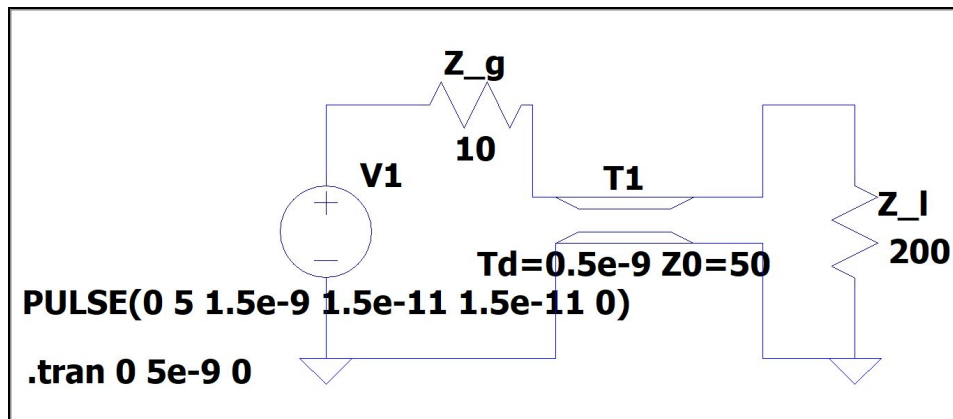 Z_g
10
V1
T1
Z_l
200
Td=0.5e-9 Z0=50
PULSE(0 5 1.5e-9 1.5e-11 1.5e-11 0)
.tran 0 5e-9 0